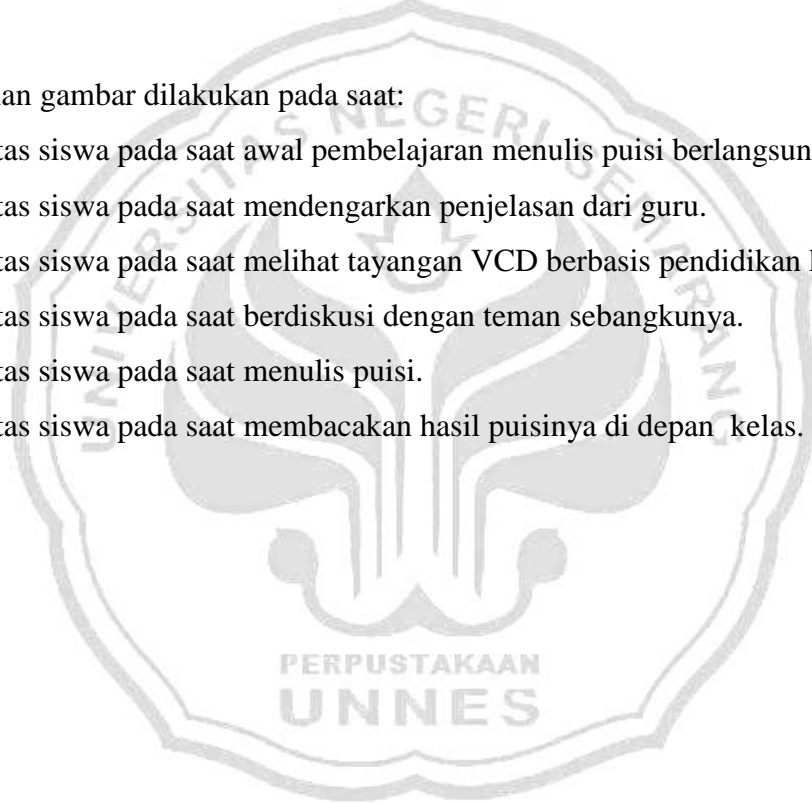 an gambar dilakukan pada saat:
tas siswa pada saat awal pembelajaran menulis puisi berlangsun
tas siswa pada saat mendengarkan penjelasan dari guru.
tas siswa pada saat melihat tayangan VCD berbasis pendidikan
tas siswa pada saat berdiskusi dengan teman sebangkunya.
tas siswa pada saat menulis puisi.
tas siswa pada saat membacakan hasil puisinya di depan kelas.
UNIVERSITAS NEGERI SEMARANG
PERPUSTAKAAN
UNNES